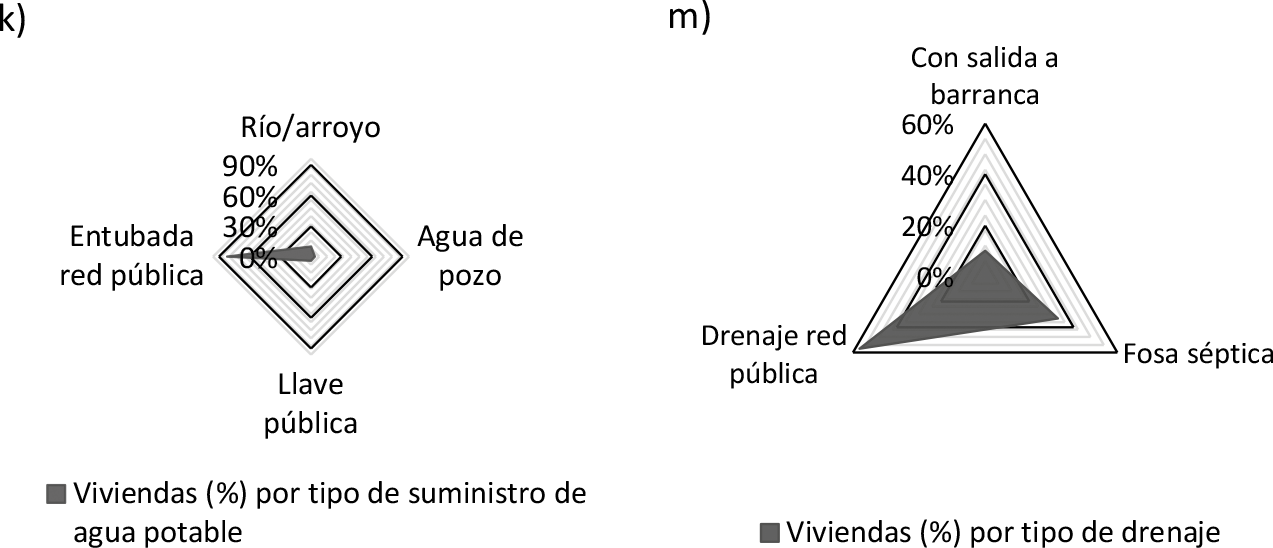 k)
Río/arroyo
90%
60%
30%
0%
Entubada
red pública
Agua de
pozo
Llave
pública
Viviendas (%) por tipo de suministro de
agua potable
m)
Con salida a
barranca
60%
40%
20%
0%
Drenaje red
pública
Fosa séptica
Viviendas (%) por tipo de drenaje